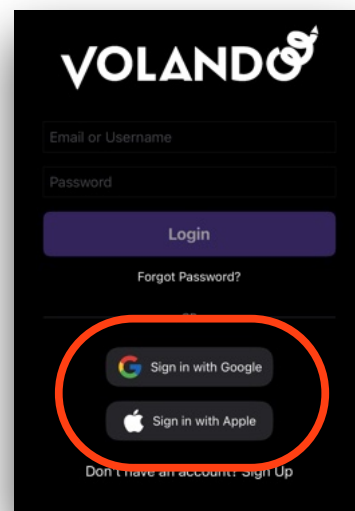 VOLANDO
Email or Username
Password
Login
Forgot Password?
OR
Sign in with Google
Sign in with Apple
Don't have an account? Sign Up